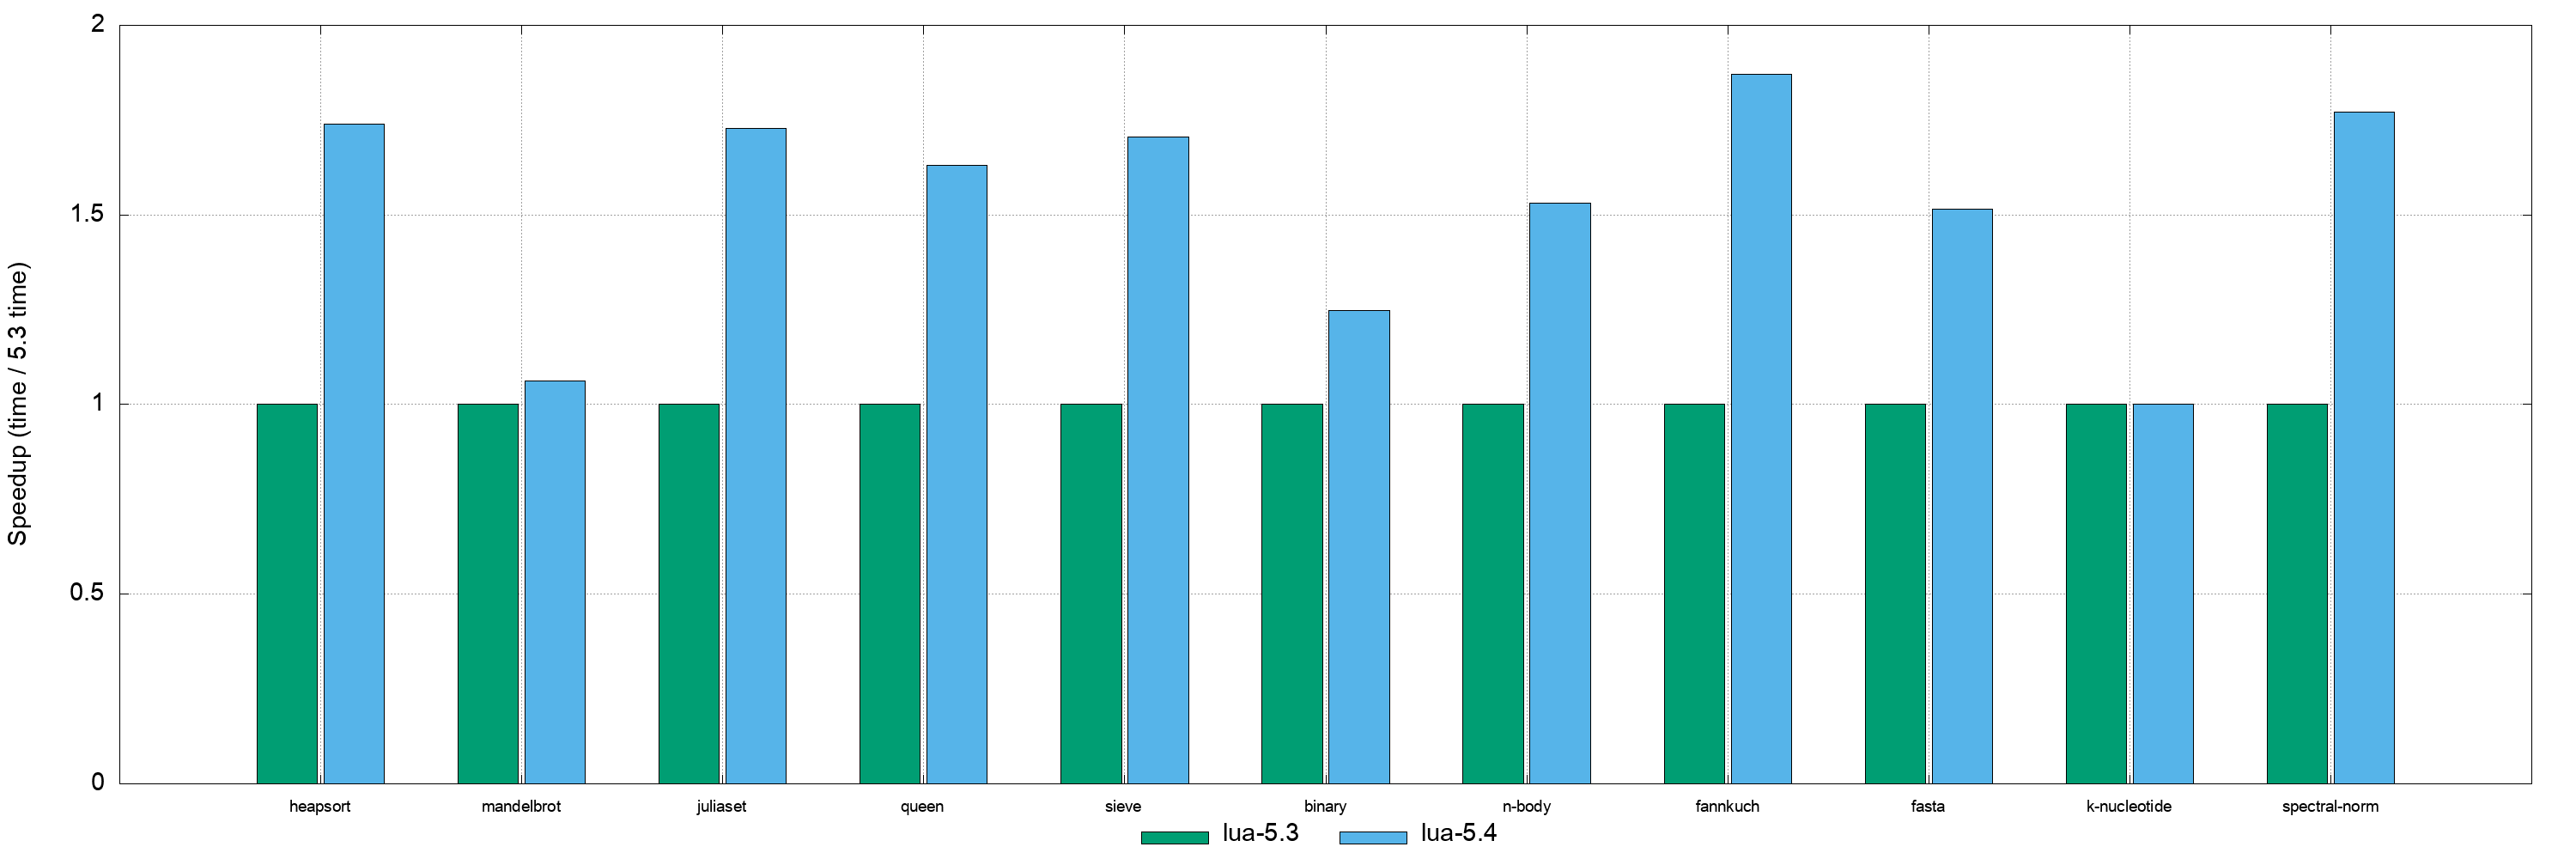 Speedup (time / 5.3 time)
2
1.5
1
0.5
0
heapsort mandelbrot juliaset queen sieve binary n-body fannkuch fasta k-nucleotide spectral-norm
lua-5.3 lua-5.4